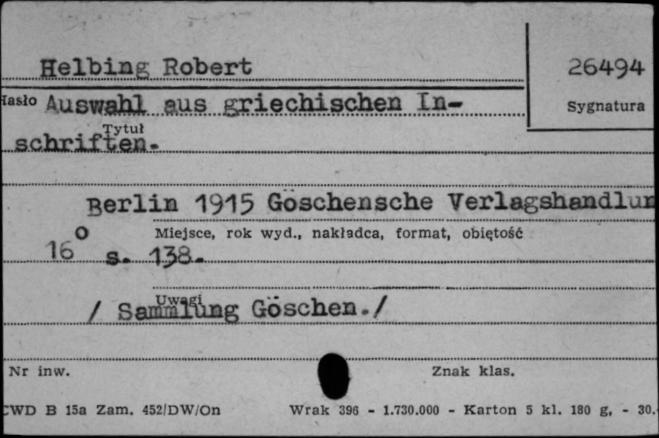 Helbing Robert
26494
Hasło Auswahl aus griechischen In-
Sygnatura
Tytuł
schriften.
Berlin 1915 Göschensche Verlagshandlun
Miejsce, rok wyd., nakładca, format, obiętość
16° s. 138.
Uwagi
/ Sammlung Göschen./
Nr inw.
Znak klas.
CWD B 15a Zam. 452/DW/On Wrak 396 - 1.730.000 - Karton 5 kl. 180 g, - 30.